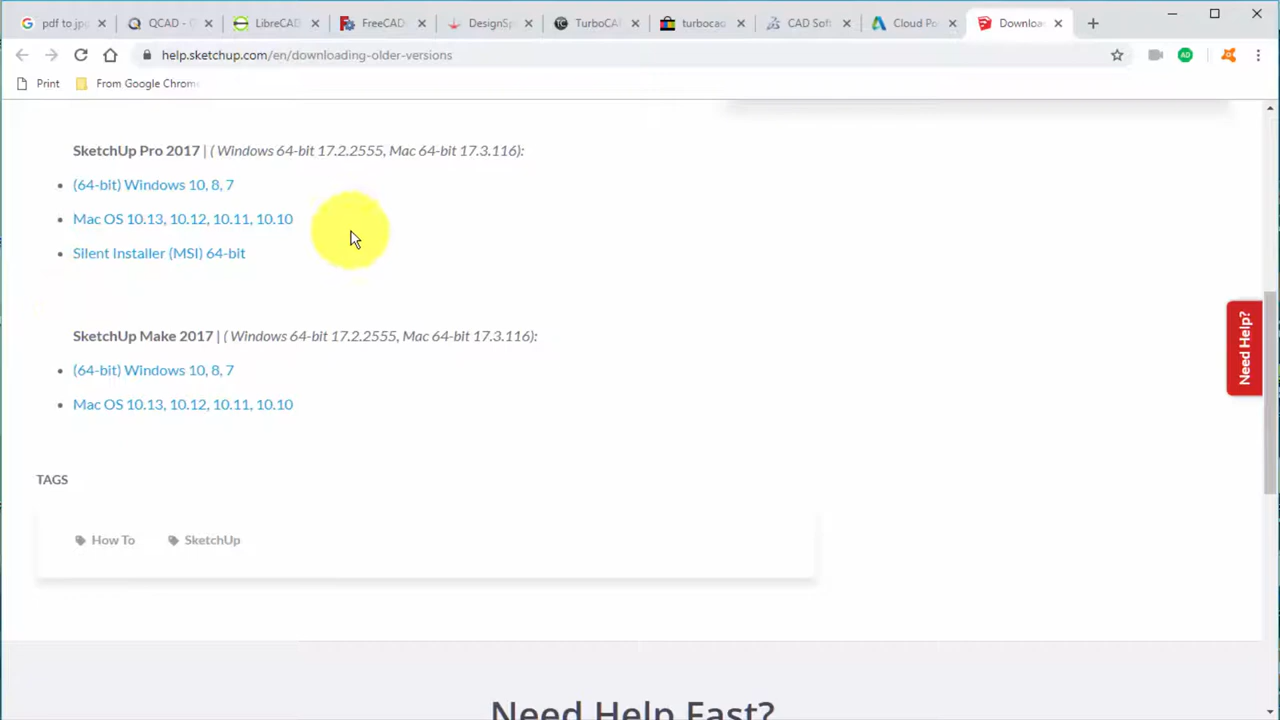 pdf to jpg
QCAD - 
LibreCAD
FreeCAD
DesignSp
TurboCA
turbocad
CAD Soft
Cloud Po
Downloa
help.sketchup.com/en/downloading-older-versions
AD
Print
From Google Chrome
SketchUp Pro 2017 | ( Windows 64-bit 17.2.2555, Mac 64-bit 17.3.116):
(64-bit) Windows 10, 8, 7
Mac OS 10.13, 10.12, 10.11, 10.10
Silent Installer (MSI) 64-bit
Need Help?
SketchUp Make 2017 | ( Windows 64-bit 17.2.2555, Mac 64-bit 17.3.116):
(64-bit) Windows 10, 8, 7
Mac OS 10.13, 10.12, 10.11, 10.10
TAGS
How To
SketchUp
Need Help Fast?